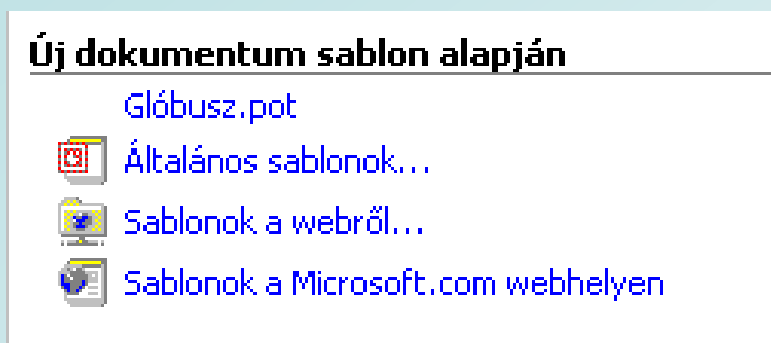 Új dokumentum sablon alapján
Glóbusz.pot
Általános sablonok...
Sablonok a webről...
Sablonok a Microsoft.com webhelyen